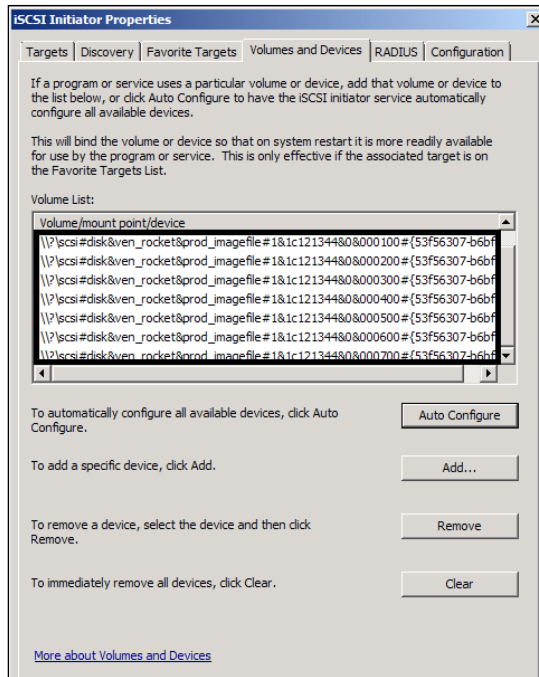 iSCSI Initiator Properties
Targets Discovery Favorite Targets Volumes and Devices RADIUS Configuration
If a program or service uses a particular volume or device, add that volume or device to
the list below, or click Auto Configure to have the iSCSI initiator service automatically
configure all available devices.
This will bind the volume or device so that on system restart it is more readily available
for use by the program or service. This is only effective if the associated target is on
the Favorite Targets List.
Volume List:
Volume/mount point/device
\\?\scsi#disk&ven_rocket&prod_imagefile#1&1c121344&0&000100#{53f56307-b6bf
\\?\scsi#disk&ven_rocket&prod_imagefile#1&1c121344&0&000200#{53f56307-b6bf
\\?\scsi#disk&ven_rocket&prod_imagefile#1&1c121344&0&000300#{53f56307-b6bf
\\?\scsi#disk&ven_rocket&prod_imagefile#1&1c121344&0&000400#{53f56307-b6bf
\\?\scsi#disk&ven_rocket&prod_imagefile#1&1c121344&0&000500#{53f56307-b6bf
\\?\scsi#disk&ven_rocket&prod_imagefile#1&1c121344&0&000600#{53f56307-b6bf
\\?\scsi#disk&ven_rocket&prod_imagefile#1&1c121344&0&000700#{53f56307-b6bf
To automatically configure all available devices, click Auto
Configure.
Auto Configure
To add a specific device, click Add.
Add...
To remove a device, select the device and then click
Remove.
Remove
To immediately remove all devices, click Clear.
Clear
More about Volumes and Devices